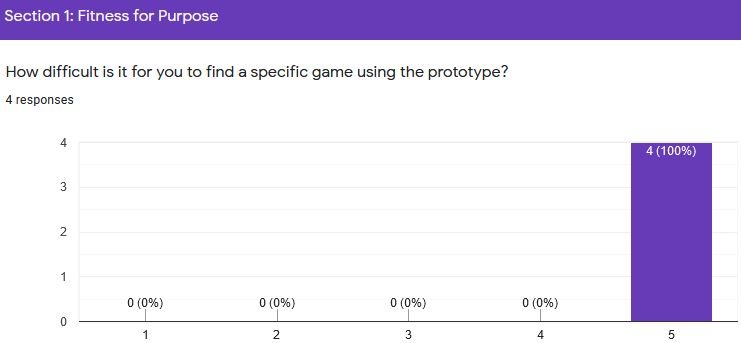 Section 1: Fitness for Purpose
How difficult is it for you to find a specific game using the prototype?
4 responses
4
4 (100%)
3
2
1
0 (0%) 0 (0%) 0 (0%) 0 (0%)
0
1 2 3 4 5